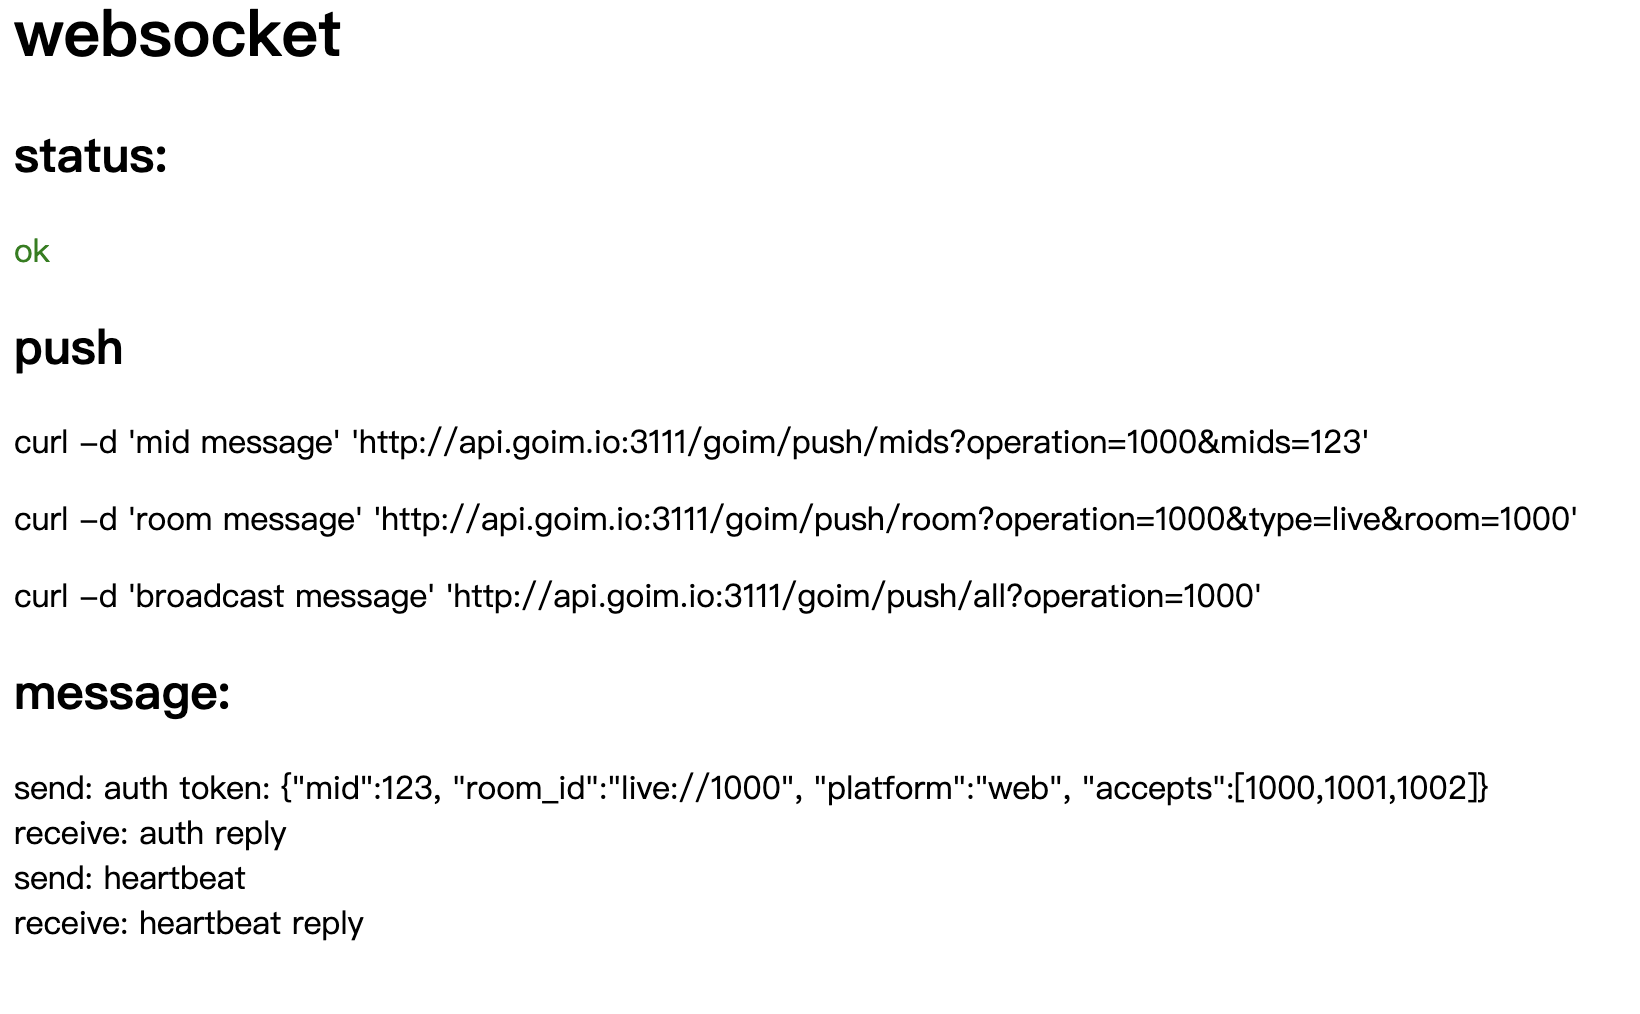 websocket
status:
ok
push
curl -d 'mid message' 'http://api.goim.io:3111/goim/push/mids?operation=1000&mids=123'
curl -d 'room message' 'http://api.goim.io:3111/goim/push/room?operation=1000&type=live&room=1000'
curl -d 'broadcast message' 'http://api.goim.io:3111/goim/push/all?operation=1000'
message:
send: auth token: {"mid":123, "room_id":"live://1000", "platform":"web", "accepts":[1000,1001,1002]}
receive: auth reply
send: heartbeat
receive: heartbeat reply